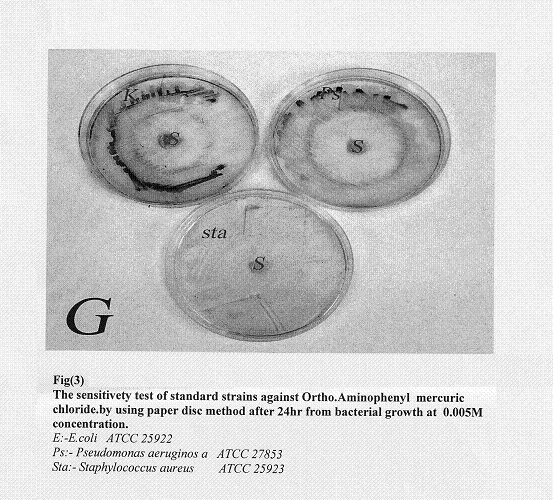 K
S
Ps
S
sta
S
G
Fig(3)
The sensitivety test of standard strains against Ortho.Aminophenyl mercuric
chloride.by using paper disc method after 24hr from bacterial growth at 0.005M
concentration.
E:-E.coli ATCC 25922
Ps:- Pseudomonas aeruginos a ATCC 27853
Sta:- Staphylococcus aureus ATCC 25923